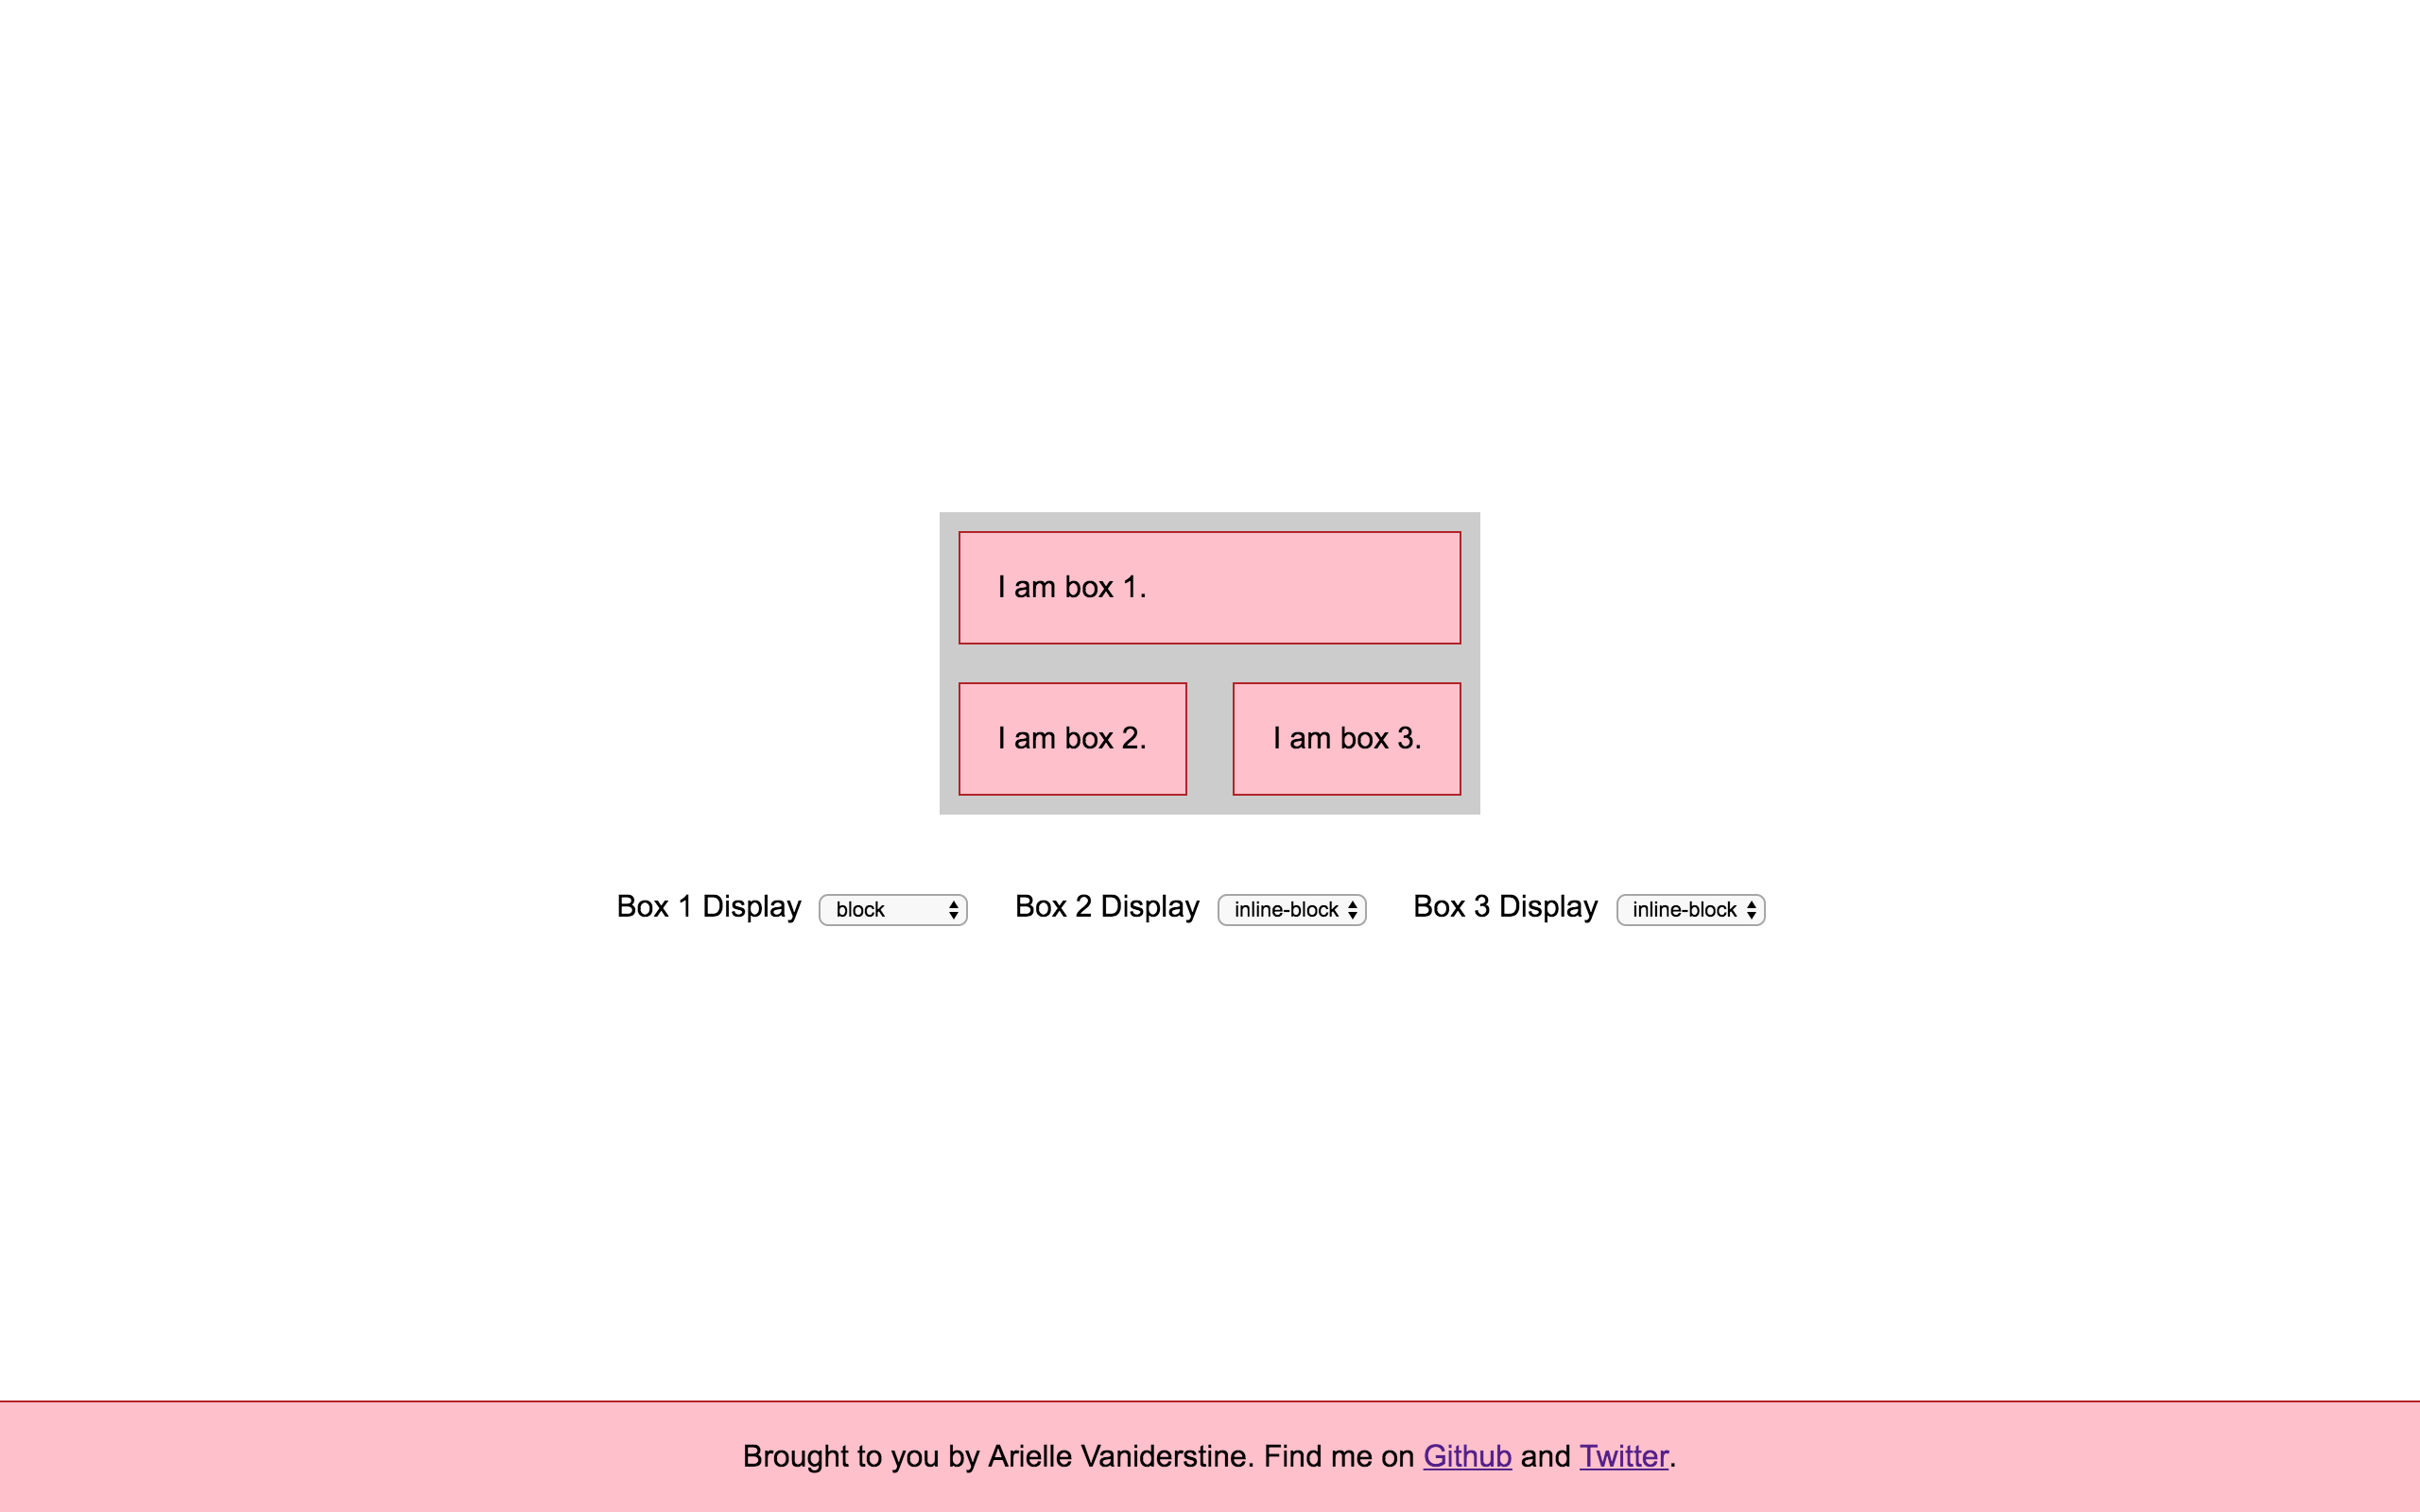 I am box 1.
I am box 2. I am box 3.
Box 1 Display block Box 2 Display inline-block Box 3 Display inline-block
Brought to you by Arielle Vaniderstine. Find me on Github and Twitter.